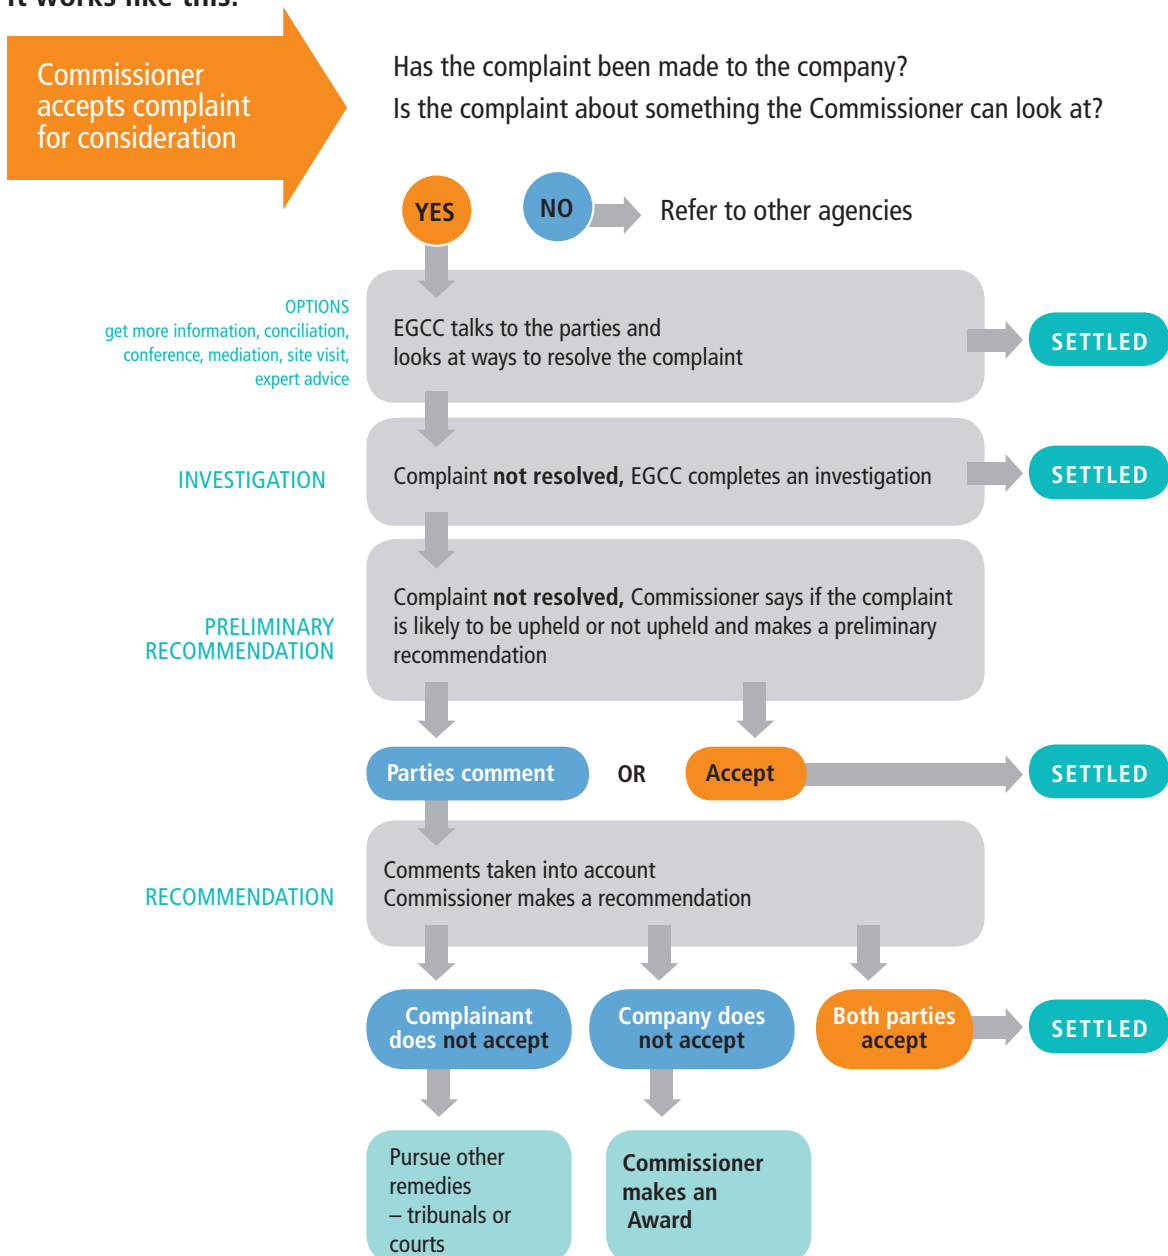 It works like this:
Commissioner
accepts complaint
for consideration
Has the complaint been made to the company?
Is the complaint about something the Commissioner can look at?
YES
NO
Refer to other agencies
OPTIONS
get more information, conciliation,
conference, mediation, site visit,
expert advice
EGCC talks to the parties and
looks at ways to resolve the complaint
SETTLED
INVESTIGATION
Complaint not resolved, EGCC completes an investigation
SETTLED
PRELIMINARY
RECOMMENDATION
Complaint not resolved, Commissioner says if the complaint
is likely to be upheld or not upheld and makes a preliminary
recommendation
Parties comment
OR
Accept
SETTLED
RECOMMENDATION
Comments taken into account
Commissioner makes a recommendation
Complainant
does not accept
Company does
not accept
Both parties
accept
SETTLED
Pursue other
remedies
– tribunals or
courts
Commissioner
makes an
Award